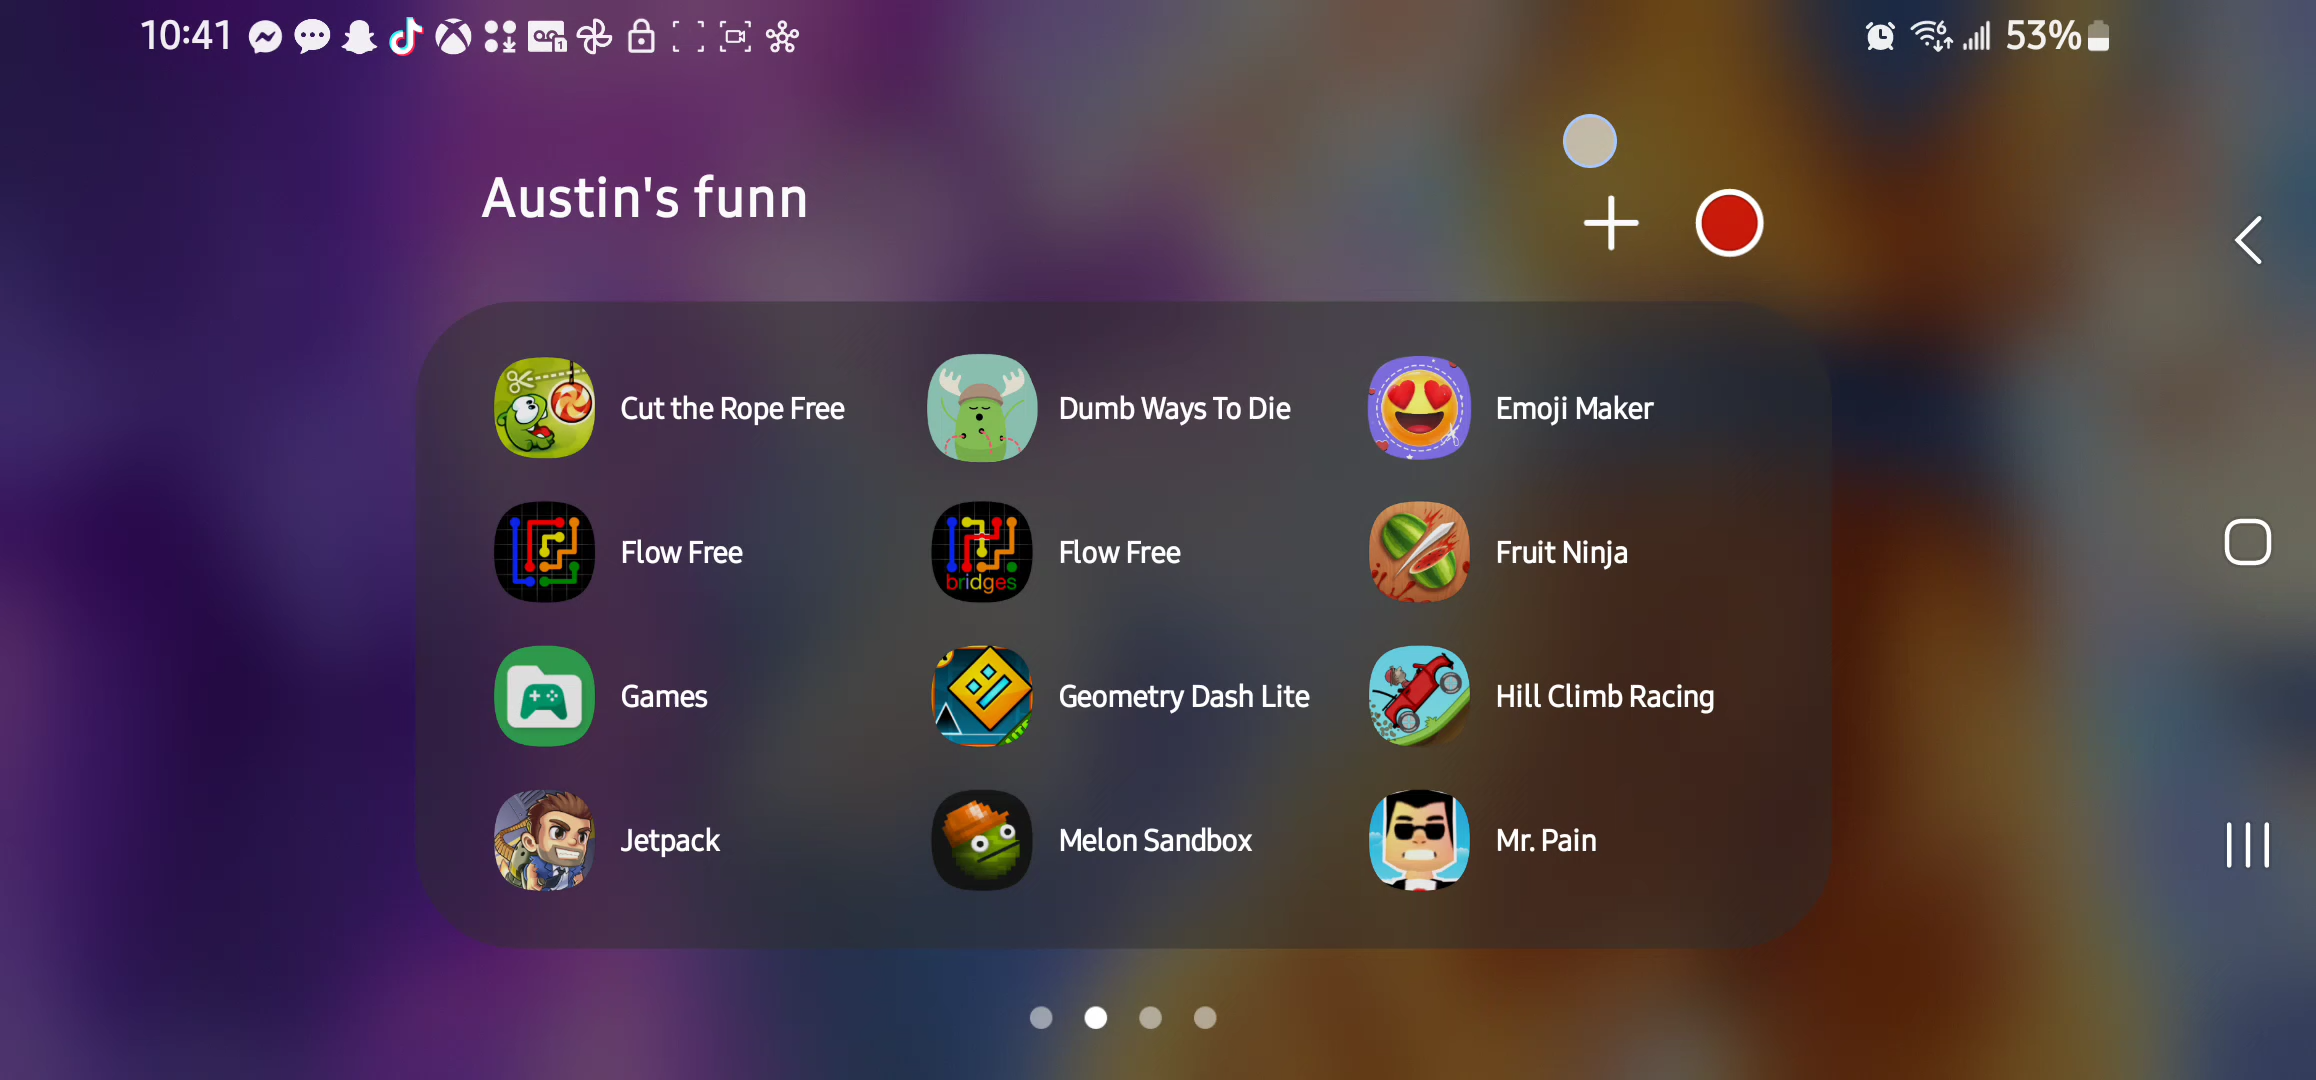 10:41 53%
Austin's funn
Cut the Rope Free Dumb Ways To Die Emoji Maker
Flow Free Flow Free Fruit Ninja
bridges
Games Geometry Dash Lite Hill Climb Racing
LITE
Jetpack Melon Sandbox Mr. Pain